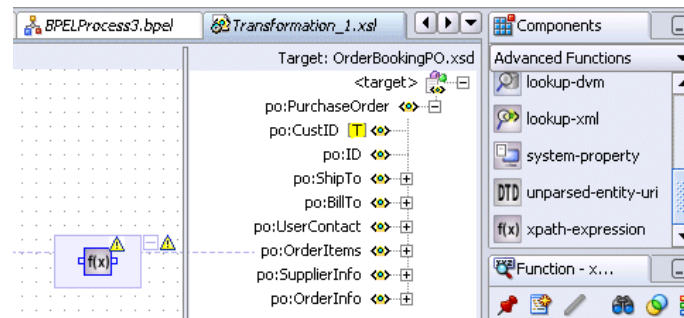 BPELProcess3.bpel
Transformation_1.xsl
Components
Target: OrderBookingPO.xsd
Advanced Functions
<target>
po:PurchaseOrder
po:CustID [T]
po:ID
po:ShipTo
po:BillTo
po:UserContact
po:OrderItems
po:SupplierInfo
po:OrderInfo
f(x)
lookup-dvm
lookup-xml
system-property
DTD unparsed-entity-uri
f(x) xpath-expression
Function - x...